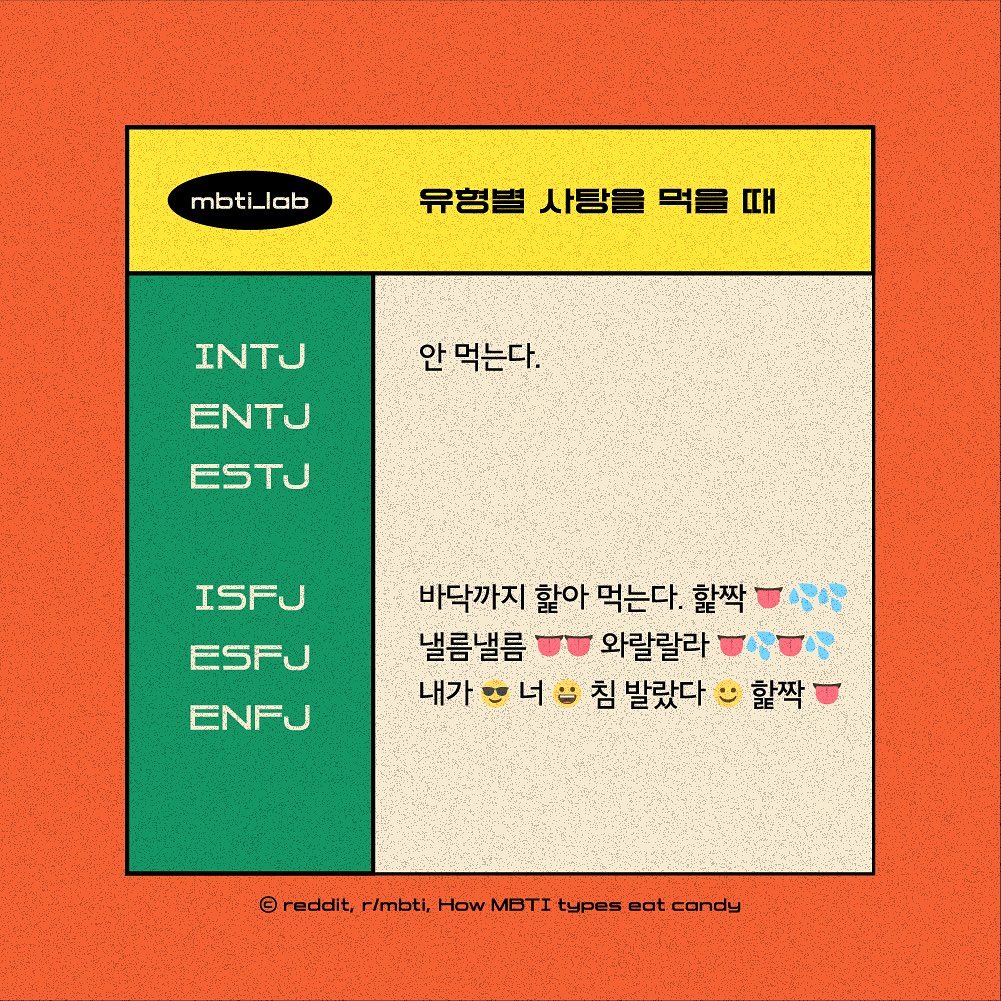 mbti_lab
유형별 사탕을 먹을 때
INTJ
ENTJ
ESTJ
안 먹는다.
ISFJ
ESFJ
ENFJ
바닥까지 핥아 먹는다. 핥짝 👅💦💦
낼름낼름 👅👅 와랄랄라 👅💦👅💦
내가 😎 너 😀 침 발랐다 🙂 핥짝 👅
© reddit, r/mbti, How MBTI types eat candy